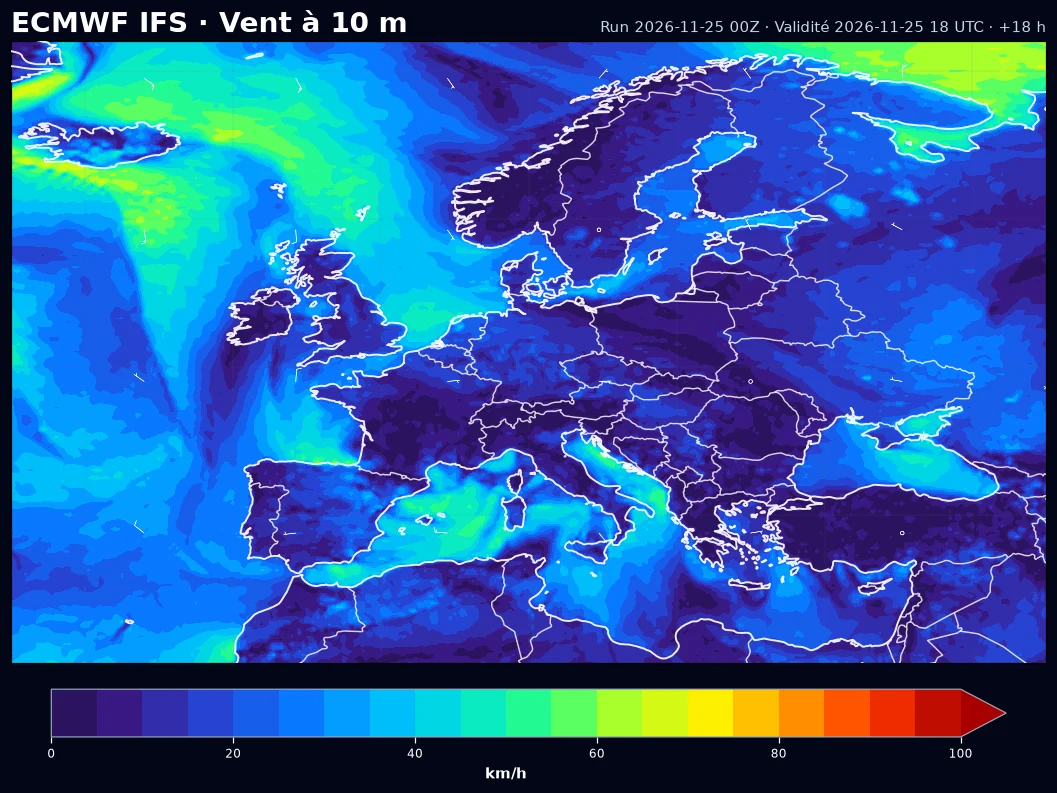 ECMWF IFS · Vent à 10 m
Run 2026-11-25 00Z · Validité 2026-11-25 18 UTC · +18 h
0 20 40 60 80 100
km/h